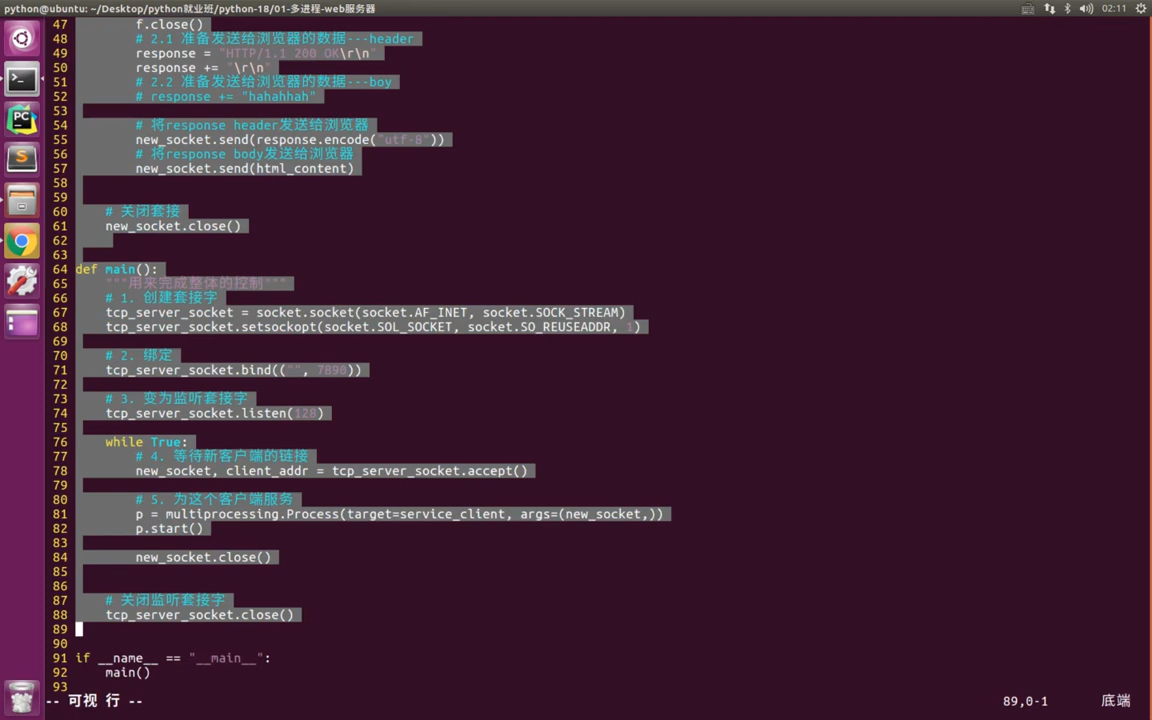 python@ubuntu: ~/Desktop/python就业班/python-18/01-多进程-web服务器
02:11
47         f.close()
48         # 2.1 准备发送给浏览器的数据---header
49         response = "HTTP/1.1 200 OK\r\n"
50         response += "\r\n"
51         # 2.2 准备发送给浏览器的数据---boy
52         # response += "hahahhah"
53
54         # 将response header发送给浏览器
55         new_socket.send(response.encode("utf-8"))
56         # 将response body发送给浏览器
57         new_socket.send(html_content)
58
59
60     # 关闭套接
61     new_socket.close()
62
63
64 def main():
65     """用来完成整体的控制"""
66     # 1. 创建套接字
67     tcp_server_socket = socket.socket(socket.AF_INET, socket.SOCK_STREAM)
68     tcp_server_socket.setsockopt(socket.SOL_SOCKET, socket.SO_REUSEADDR, 1)
69
70     # 2. 绑定
71     tcp_server_socket.bind(("", 7890))
72
73     # 3. 变为监听套接字
74     tcp_server_socket.listen(128)
75
76     while True:
77         # 4. 等待新客户端的链接
78         new_socket, client_addr = tcp_server_socket.accept()
79
80         # 5. 为这个客户端服务
81         p = multiprocessing.Process(target=service_client, args=(new_socket,))
82         p.start()
83
84         new_socket.close()
85
86
87     # 关闭监听套接字
88     tcp_server_socket.close()
89
90
91 if __name__ == "__main__":
92     main()
93
-- 可视 行 --
89,0-1
底端